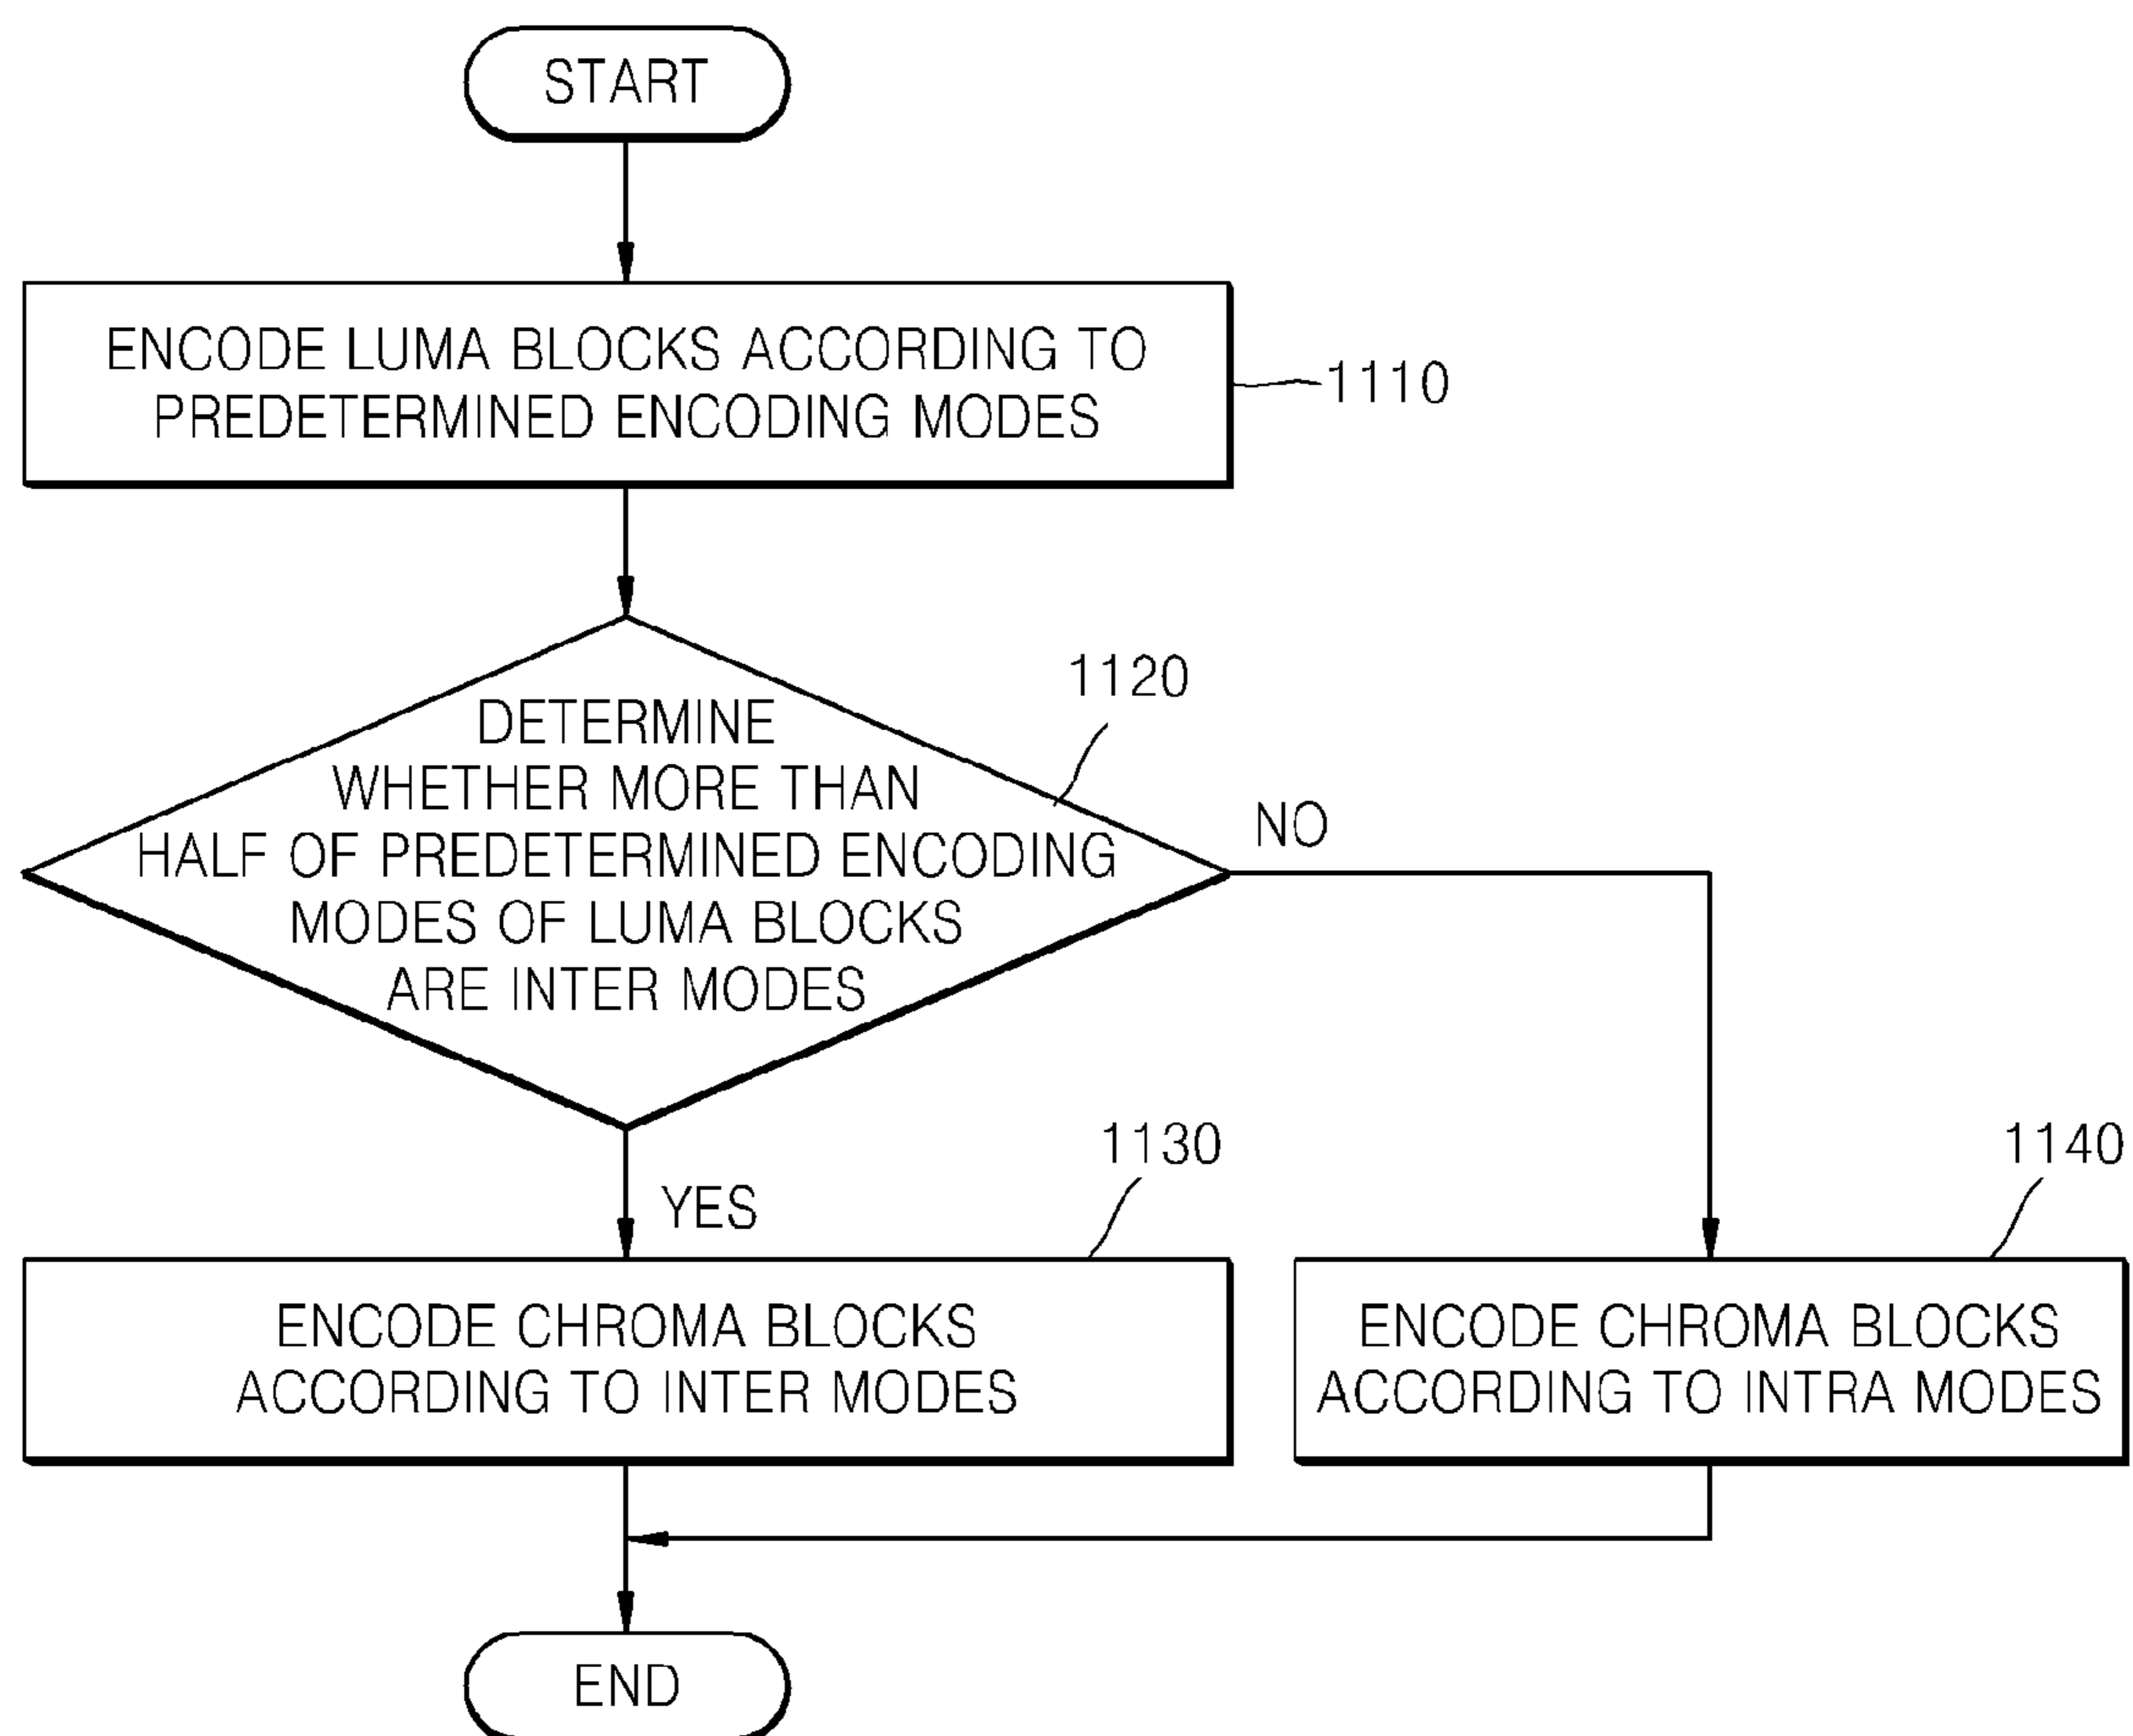 START
ENCODE LUMA BLOCKS ACCORDING TO
PREDETERMINED ENCODING MODES
1110
1120
DETERMINE
WHETHER MORE THAN
HALF OF PREDETERMINED ENCODING
MODES OF LUMA BLOCKS
ARE INTER MODES
NO
YES
1130
1140
ENCODE CHROMA BLOCKS
ACCORDING TO INTER MODES
ENCODE CHROMA BLOCKS
ACCORDING TO INTRA MODES
END